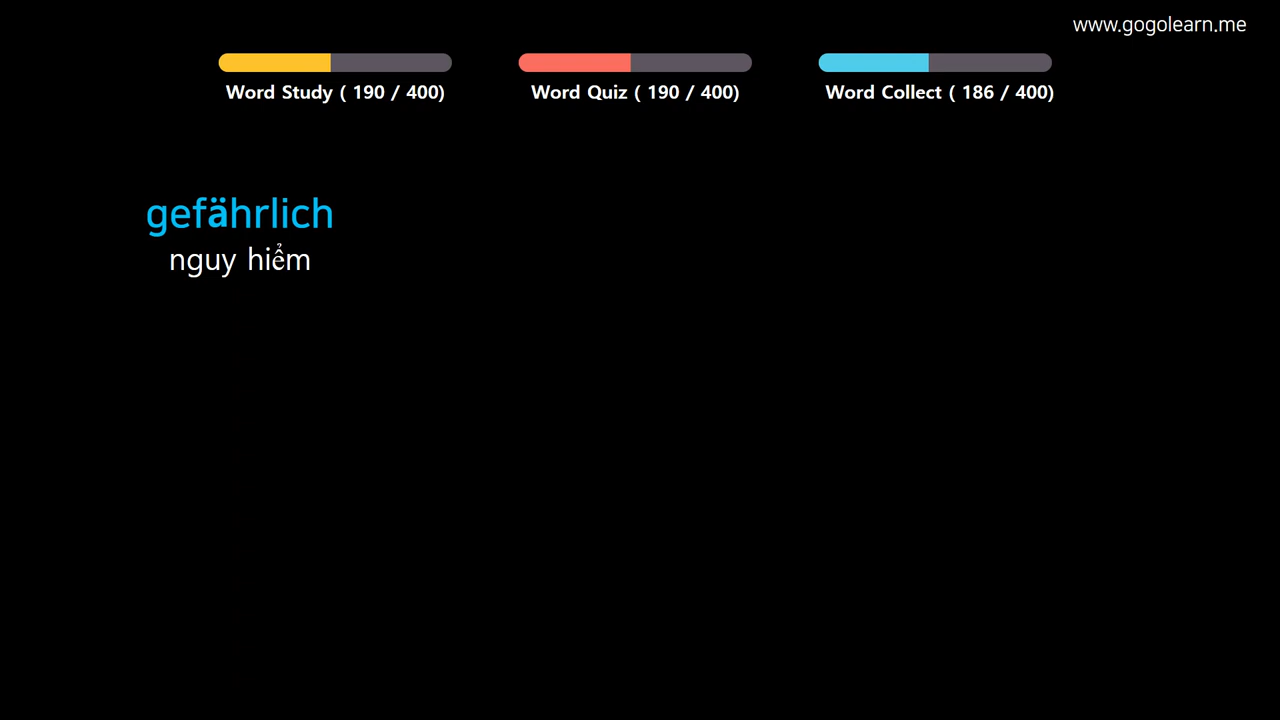 www.gogolearn.me
Word Study ( 190 / 400)
Word Quiz ( 190 / 400)
Word Collect ( 186 / 400)
gefährlich
nguy hiểm